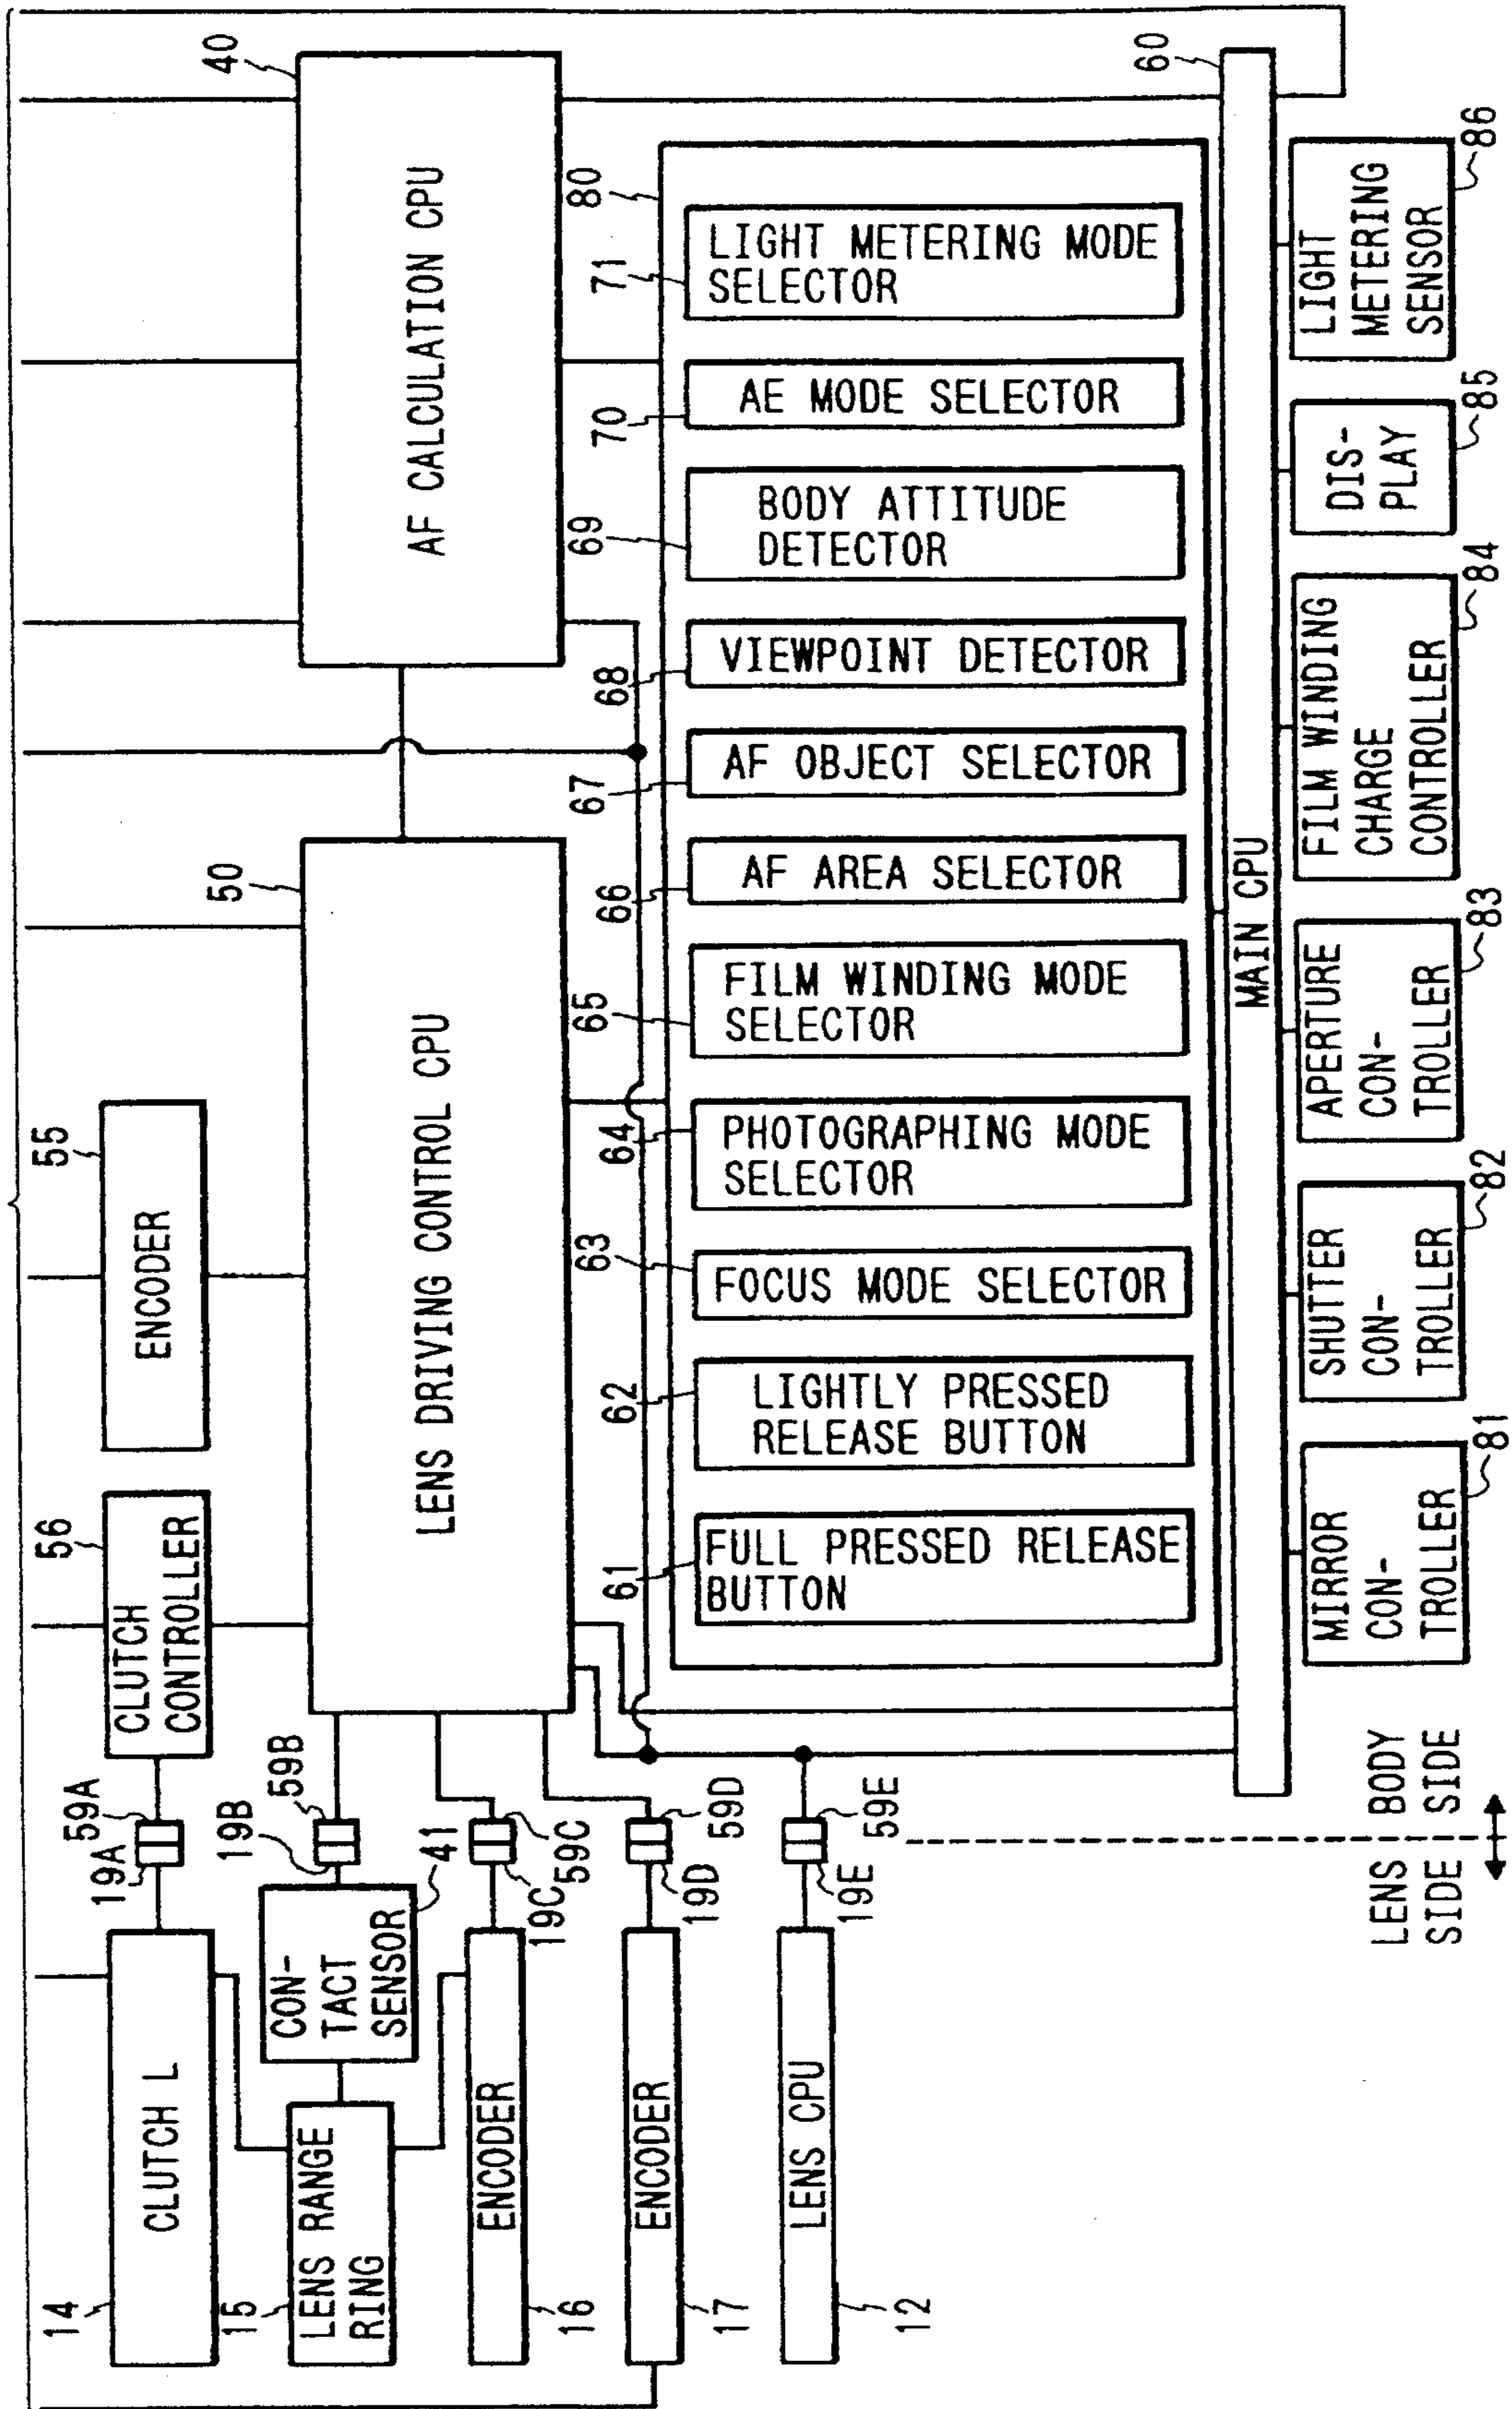 14
CLUTCH L
19A
59A
56
CLUTCH
CONTROLLER
55
ENCODER
40
AF CALCULATION CPU
15
LENS RANGE
RING
CON-
TACT
SENSOR
41
19B
59B
50
LENS DRIVING CONTROL CPU
16
ENCODER
19C
59C
17
ENCODER
19D
59D
12
LENS CPU
19E
59E
80
61
FULL PRESSED RELEASE
BUTTON
62
LIGHTLY PRESSED
RELEASE BUTTON
63
FOCUS MODE SELECTOR
64
PHOTOGRAPHING MODE
SELECTOR
65
FILM WINDING MODE
SELECTOR
66
AF AREA SELECTOR
67
AF OBJECT SELECTOR
68
VIEWPOINT DETECTOR
69
BODY ATTITUDE
DETECTOR
70
AE MODE SELECTOR
71
LIGHT METERING MODE
SELECTOR
60
MAIN CPU
MIRROR
CON-
TROLLER
81
SHUTTER
CON-
TROLLER
82
APERTURE
CON-
TROLLER
83
FILM WINDING
CHARGE
CONTROLLER
84
DIS-
PLAY
85
LIGHT
METERING
SENSOR
86
LENS
SIDE
BODY
SIDE